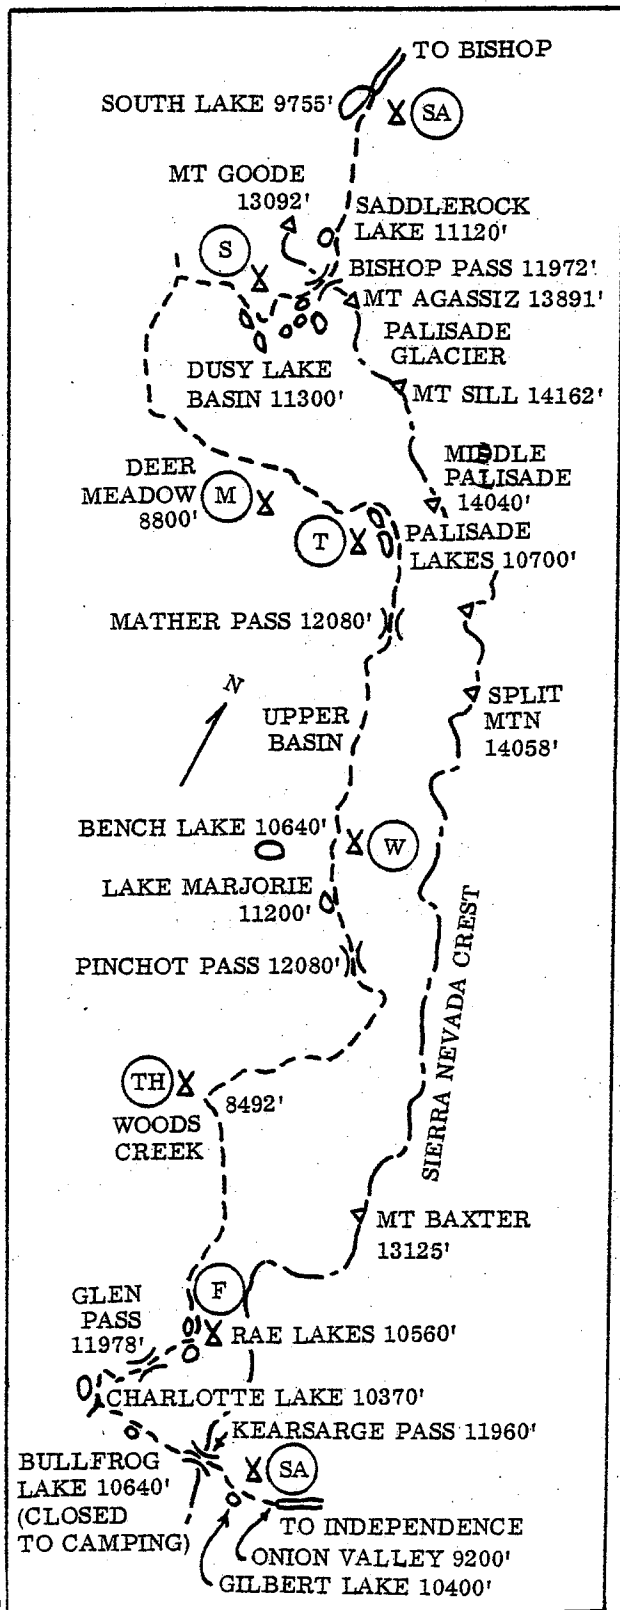 TO BISHOP
SOUTH LAKE 9755'
SA
MT GOODE
13092'
SADDLEROCK
LAKE 11120'
S
BISHOP PASS 11972'
MT AGASSIZ 13891'
PALISADE
GLACIER
DUSY LAKE
BASIN 11300'
MT SILL 14162'
MIDDLE
PALISADE
14040'
DEER
MEADOW
8800'
M
T
PALISADE
LAKES 10700'
MATHER PASS 12080'
N
UPPER
BASIN
SPLIT
MTN
14058'
BENCH LAKE 10640'
W
LAKE MARJORIE
11200'
PINCHOT PASS 12080'
SIERRA NEVADA CREST
TH
8492'
WOODS
CREEK
MT BAXTER
13125'
F
GLEN
PASS
11978'
RAE LAKES 10560'
CHARLOTTE LAKE 10370'
KEARSARGE PASS 11960'
BULLFROG
LAKE 10640'
(CLOSED
TO CAMPING)
SA
TO INDEPENDENCE
ONION VALLEY 9200'
GILBERT LAKE 10400'